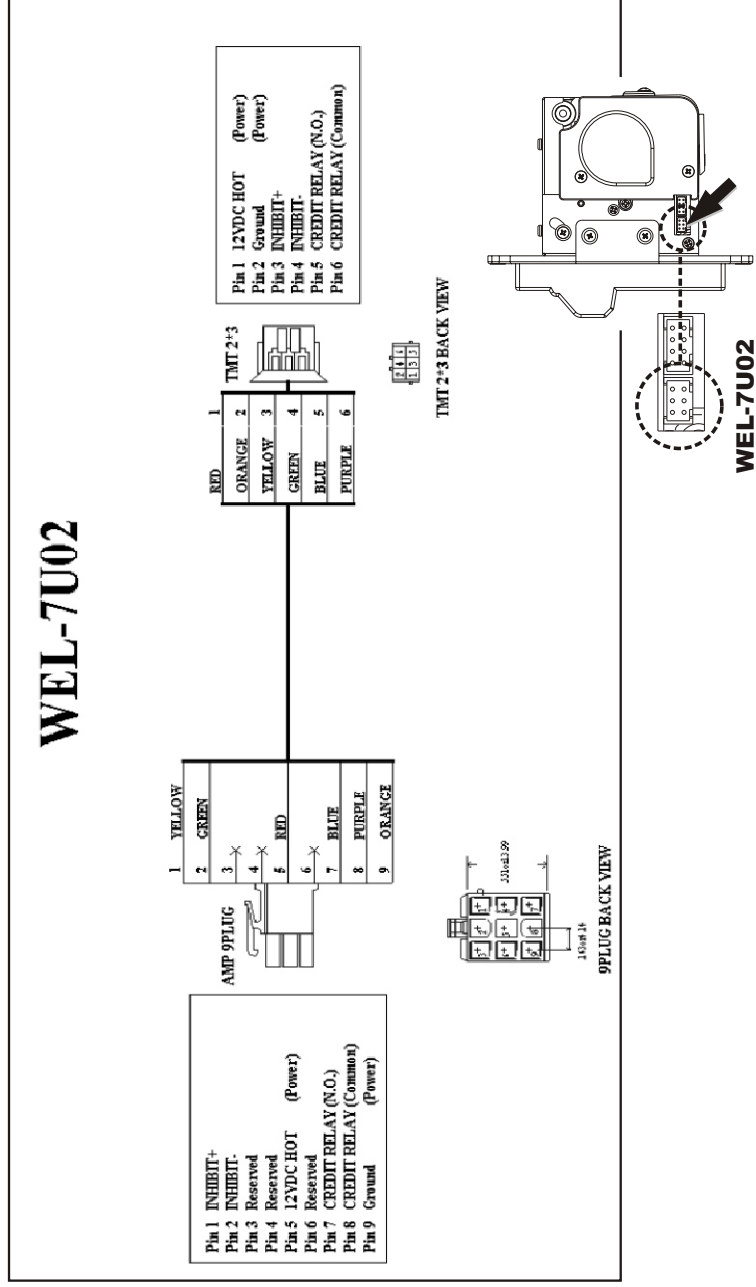 WEL-7U02
Pin 1 INHIBIT+
Pin 2 INHIBIT-
Pin 3 Reserved
Pin 4 Reserved
Pin 5 12VDC HOT (Power)
Pin 6 Reserved
Pin 7 CREDIT RELAY (N.O.)
Pin 8 CREDIT RELAY (Common)
Pin 9 Ground (Power)
AMP 9PLUG
1 YELLOW
2 GREEN
3
4
5 RED
6
7 BLUE
8 PURPLE
9 ORANGE
RED 1
ORANGE 2
YELLOW 3
GREEN 4
BLUE 5
PURPLE 6
TMT 2*3
Pin 1 12VDC HOT (Power)
Pin 2 Ground (Power)
Pin 3 INHIBIT+
Pin 4 INHIBIT-
Pin 5 CREDIT RELAY (N.O.)
Pin 6 CREDIT RELAY (Common)
9PLUG BACK VIEW
TMT 2*3 BACK VIEW
WEL-7U02